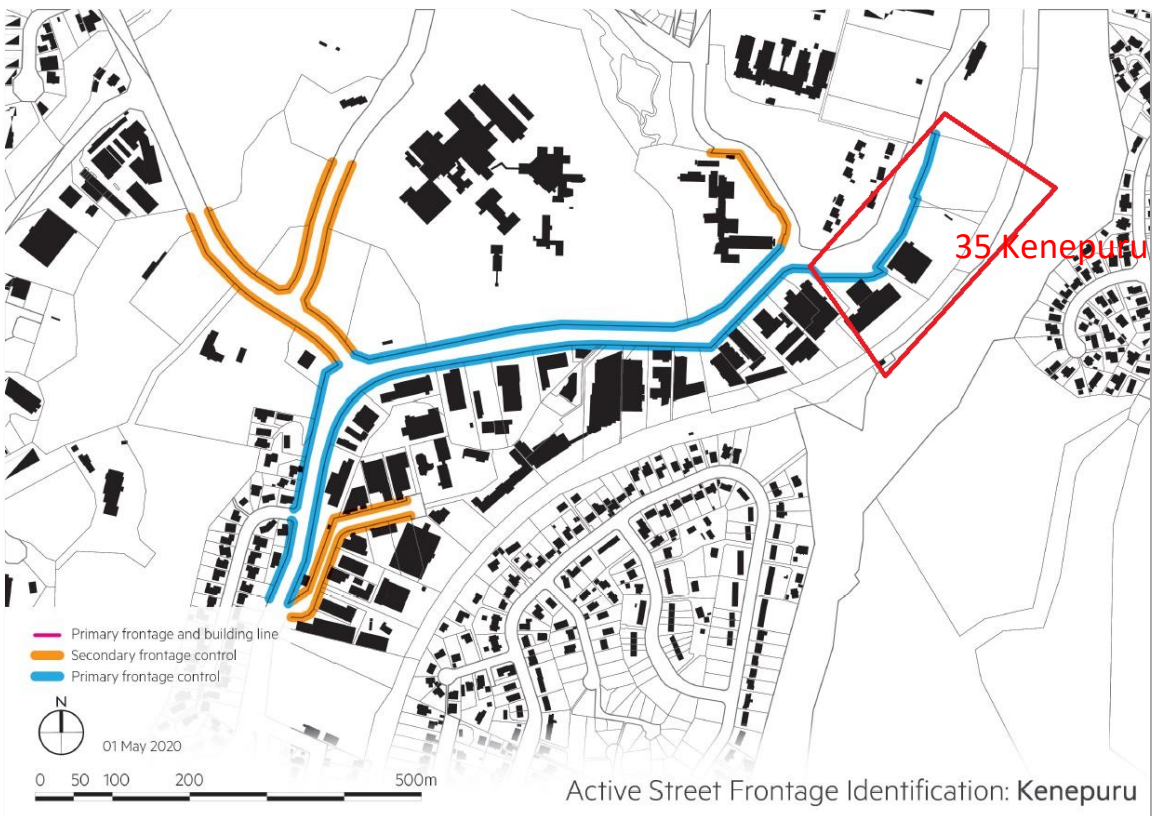 35 Kenepuru
Primary frontage and building line
Secondary frontage control
Primary frontage control
N
01 May 2020
0 50 100 200 500m
Active Street Frontage Identification: Kenepuru